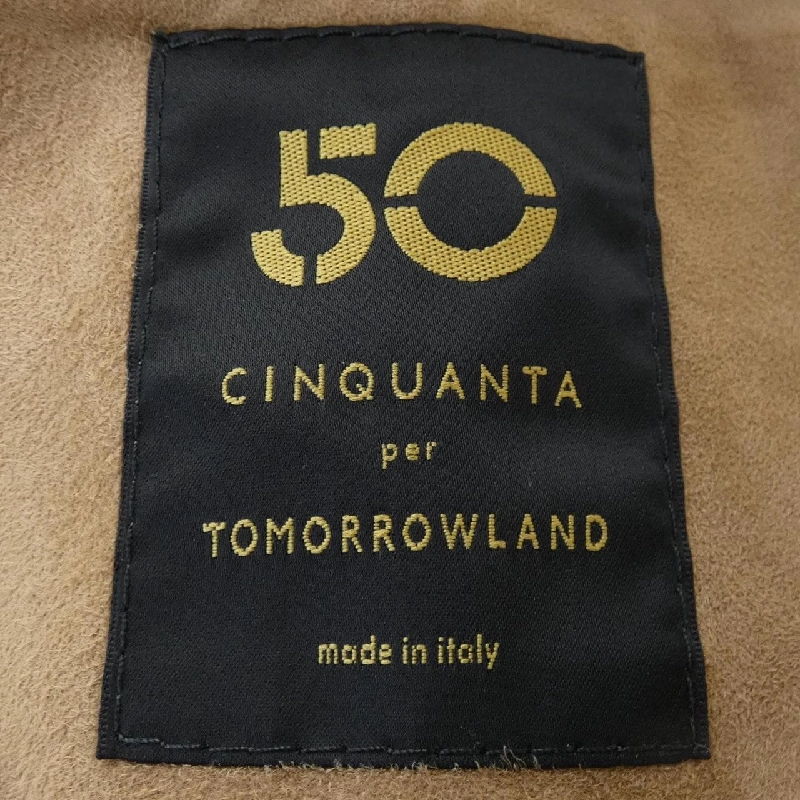 50
CINQUANTA
per
TOMORROWLAND
made in italy